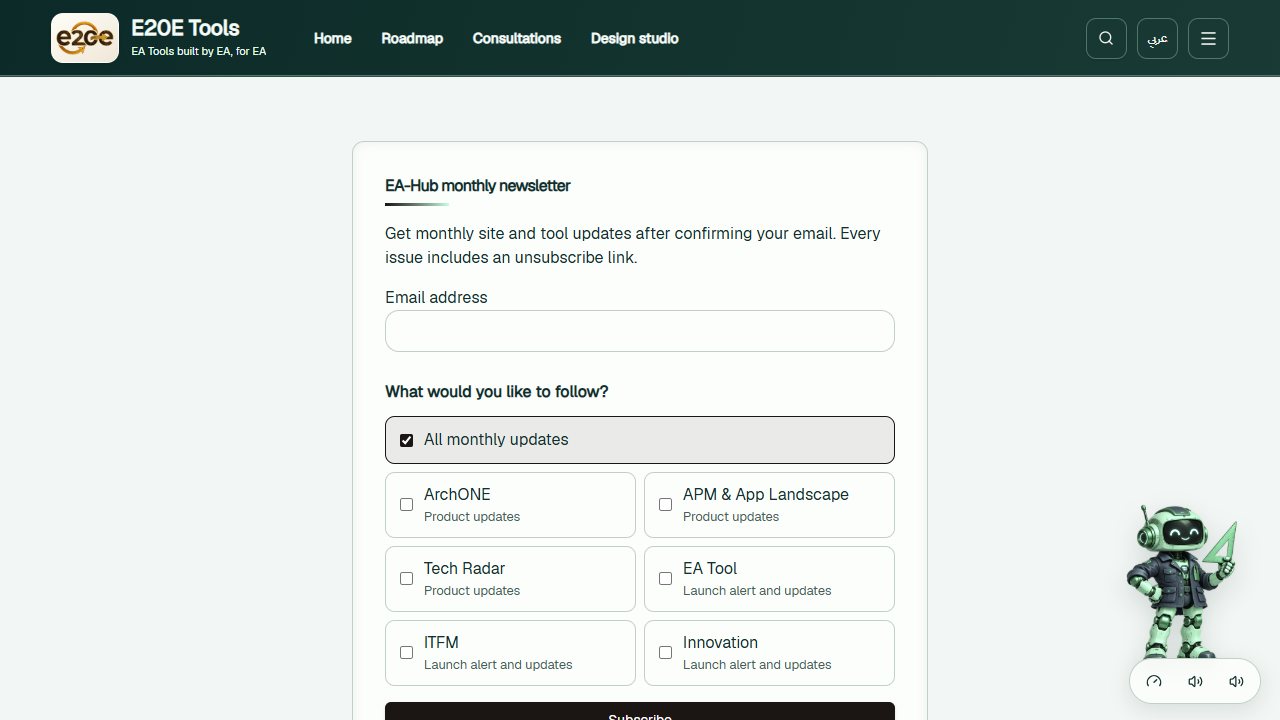 e2oe
E2OE Tools
EA Tools built by EA, for EA
Home
Roadmap
Consultations
Design studio
عربي
EA-Hub monthly newsletter
Get monthly site and tool updates after confirming your email. Every
issue includes an unsubscribe link.
Email address
What would you like to follow?
All monthly updates
ArchONE
Product updates
APM & App Landscape
Product updates
Tech Radar
Product updates
EA Tool
Launch alert and updates
ITFM
Launch alert and updates
Innovation
Launch alert and updates
Subscribe